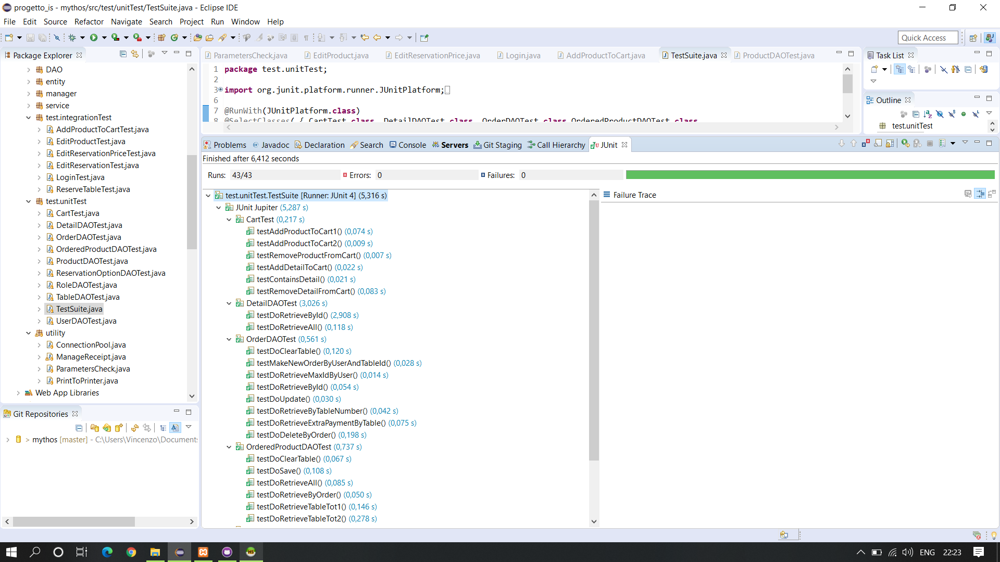 progetto_is - mythos/src/test/unitTest/TestSuite.java - Eclipse IDE
File Edit Source Refactor Navigate Search Project Run Window Help
Quick Access
Package Explorer
DAO
entity
manager
service
test.integrationTest
AddProductToCartTest.java
EditProductTest.java
EditReservationPriceTest.java
EditReservationTest.java
LoginTest.java
ReserveTableTest.java
test.unitTest
CartTest.java
DetailDAOTest.java
OrderDAOTest.java
OrderedProductDAOTest.java
ProductDAOTest.java
ReservationOptionDAOTest.java
RoleDAOTest.java
TableDAOTest.java
TestSuite.java
UserDAOTest.java
utility
ConnectionPool.java
ManageReceipt.java
ParametersCheck.java
PrintToPrinter.java
Web App Libraries
Git Repositories
> mythos [master] - C:\Users\Vincenzo\Documents
ParametersCheck.java EditProduct.java EditReservationPrice.java Login.java AddProductToCart.java TestSuite.java ProductDAOTest.java
1 package test.unitTest;
2
3 import org.junit.platform.runner.JUnitPlatform;
6
7 @RunWith(JUnitPlatform.class)
8 @SelectClasses( { CartTest.class, DetailDAOTest.class, OrderDAOTest.class,OrderedProductDAOTest.class
Task List
Outline
test.unitTest
Problems @ Javadoc Declaration Search Console Servers Git Staging Call Hierarchy JUnit
Finished after 6,412 seconds
Runs: 43/43 Errors: 0 Failures: 0
test.unitTest.TestSuite [Runner: JUnit 4] (5,316 s)
JUnit Jupiter (5,287 s)
CartTest (0,217 s)
testAddProductToCart1() (0,074 s)
testAddProductToCart2() (0,009 s)
testRemoveProductFromCart() (0,007 s)
testAddDetailToCart() (0,022 s)
testContainsDetail() (0,021 s)
testRemoveDetailFromCart() (0,083 s)
DetailDAOTest (3,026 s)
testDoRetrieveById() (2,908 s)
testDoRetrieveAll() (0,118 s)
OrderDAOTest (0,561 s)
testDoClearTable() (0,120 s)
testMakeNewOrderByUserAndTableId() (0,028 s)
testDoRetrieveMaxIdByUser() (0,014 s)
testDoRetrieveById() (0,054 s)
testDoUpdate() (0,030 s)
testDoRetrieveByTableNumber() (0,042 s)
testDoRetrieveExtraPaymentByTable() (0,075 s)
testDoDeleteByOrder() (0,198 s)
OrderedProductDAOTest (0,737 s)
testDoClearTable() (0,067 s)
testDoSave() (0,108 s)
testDoRetrieveAll() (0,085 s)
testDoRetrieveByOrder() (0,050 s)
testDoRetrieveTableTot1() (0,146 s)
testDoRetrieveTableTot2() (0,278 s)
Failure Trace
ENG 22:23